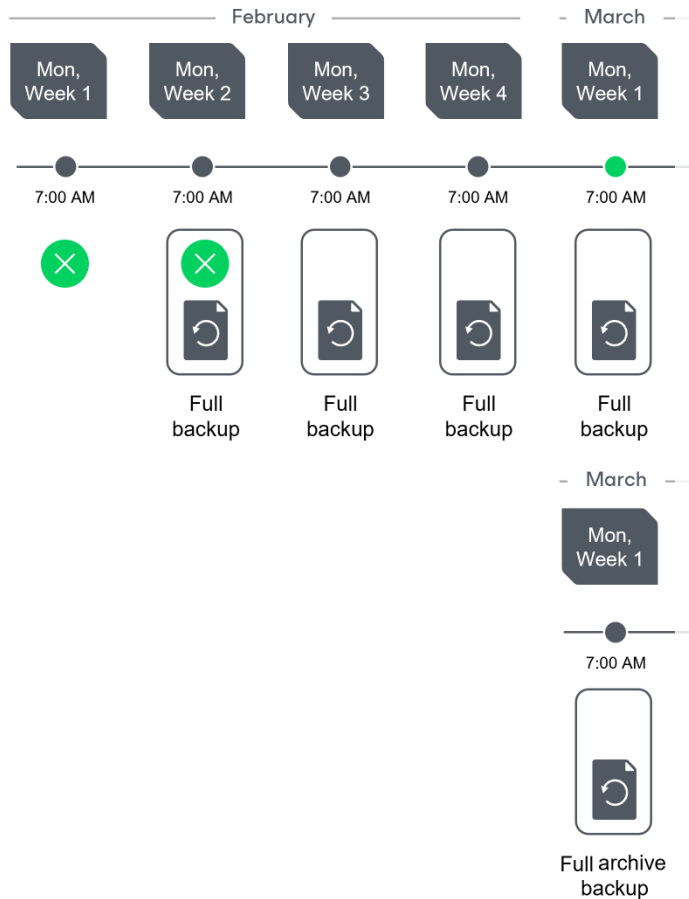 February
March
Mon,
Week 1
Mon,
Week 2
Mon,
Week 3
Mon,
Week 4
Mon,
Week 1
7:00 AM
7:00 AM
7:00 AM
7:00 AM
7:00 AM
Full
backup
Full
backup
Full
backup
Full
backup
March
Mon,
Week 1
7:00 AM
Full archive
backup